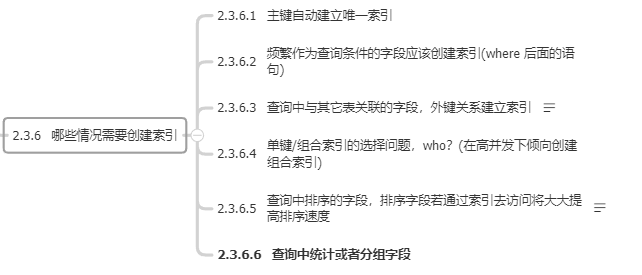 2.3.6.1 主键自动建立唯一索引
2.3.6.2 频繁作为查询条件的字段应该创建索引(where 后面的语
句)
2.3.6.3 查询中与其它表关联的字段，外键关系建立索引
2.3.6 哪些情况需要创建索引
2.3.6.4 单键/组合索引的选择问题，who？(在高并发下倾向创建
组合索引)
2.3.6.5 查询中排序的字段，排序字段若通过索引去访问将大大提
高排序速度
2.3.6.6 查询中统计或者分组字段